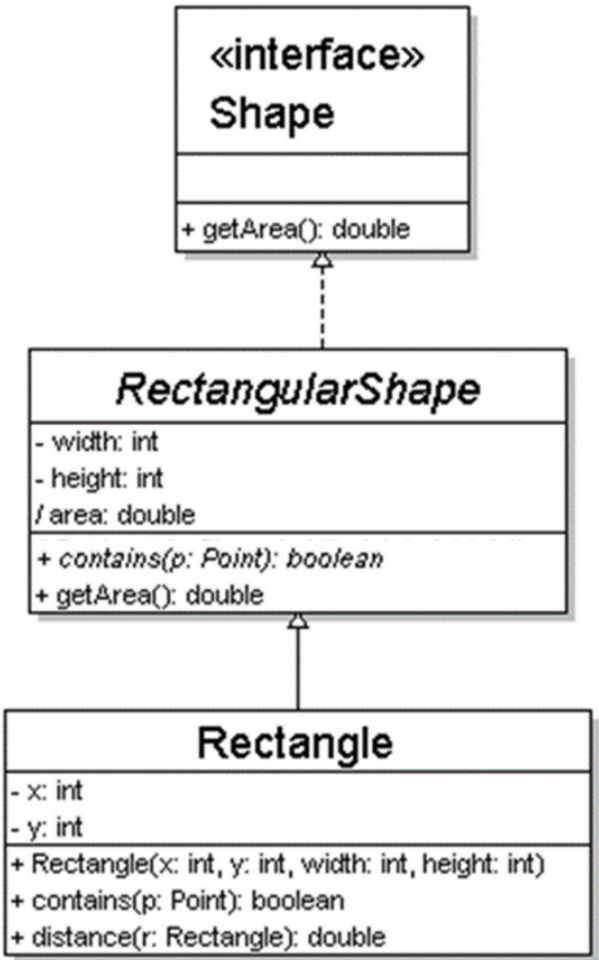 «interface»
Shape
+ getArea(): double
RectangularShape
- width: int
- height: int
/ area: double
+ contains(p: Point): boolean
+ getArea(): double
Rectangle
- x: int
- y: int
+ Rectangle(x: int, y: int, width: int, height: int)
+ contains(p: Point): boolean
+ distance(r: Rectangle): double